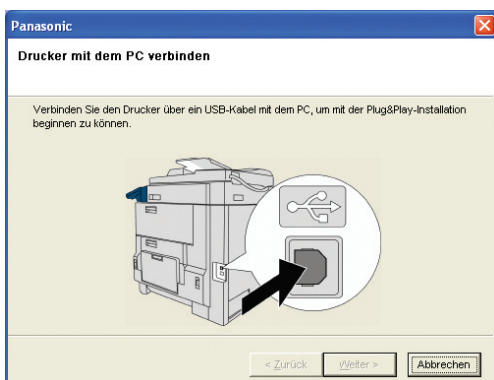 Panasonic
Drucker mit dem PC verbinden
Verbinden Sie den Drucker über ein USB-Kabel mit dem PC, um mit der Plug&Play-Installation
beginnen zu können.
< Zurück Weiter > Abbrechen